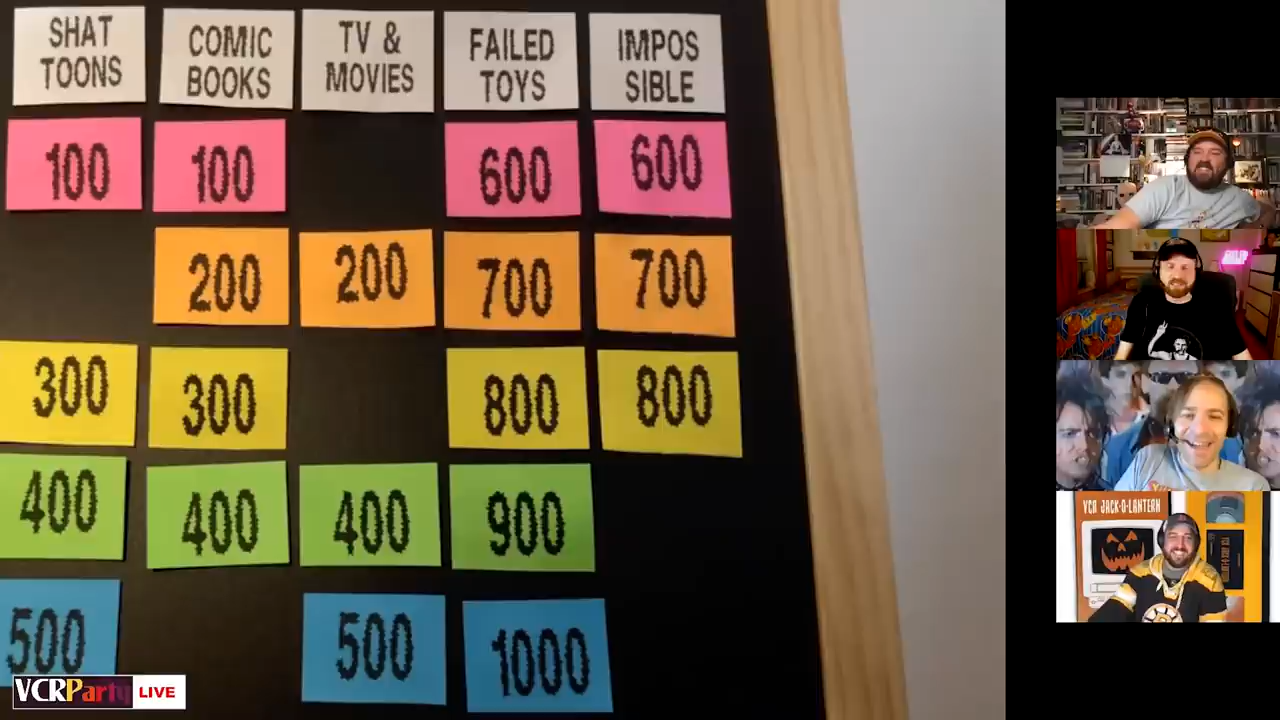 SHAT
TOONS
COMIC
BOOKS
TV &
MOVIES
FAILED
TOYS
IMPOS
SIBLE
100
100
600
600
200
200
700
700
300
300
800
800
400
400
400
900
500
500
1000
VCRParty LIVE
VCR JACK-O-LANTERN